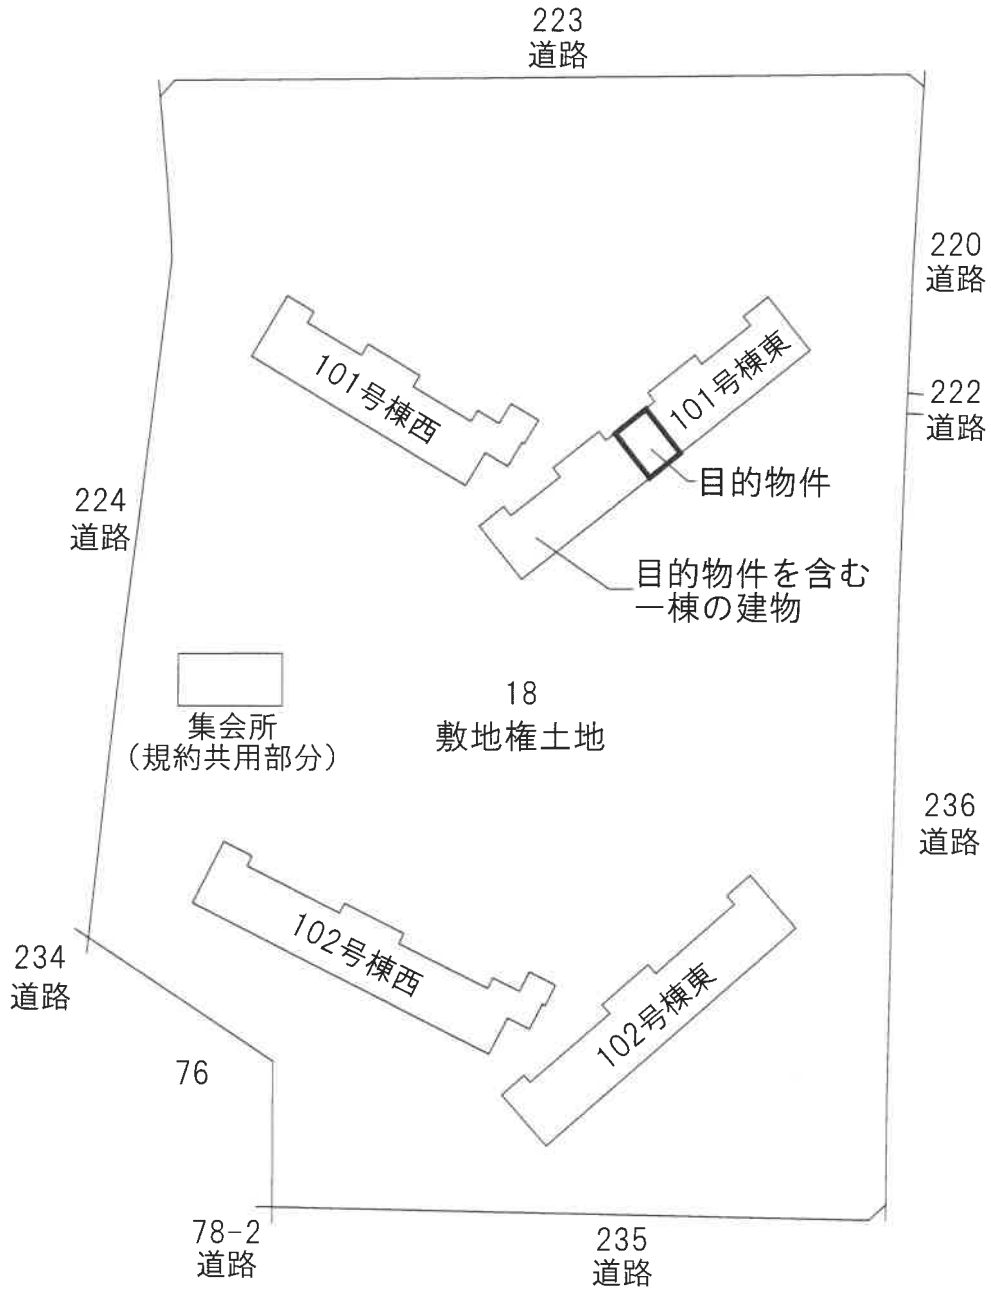 223
道路
220
道路
222
道路
101号棟西
101号棟東
目的物件
224
道路
目的物件を含む
一棟の建物
18
敷地権土地
集会所
（規約共用部分）
236
道路
102号棟西
102号棟東
234
道路
76
78-2
道路
235
道路